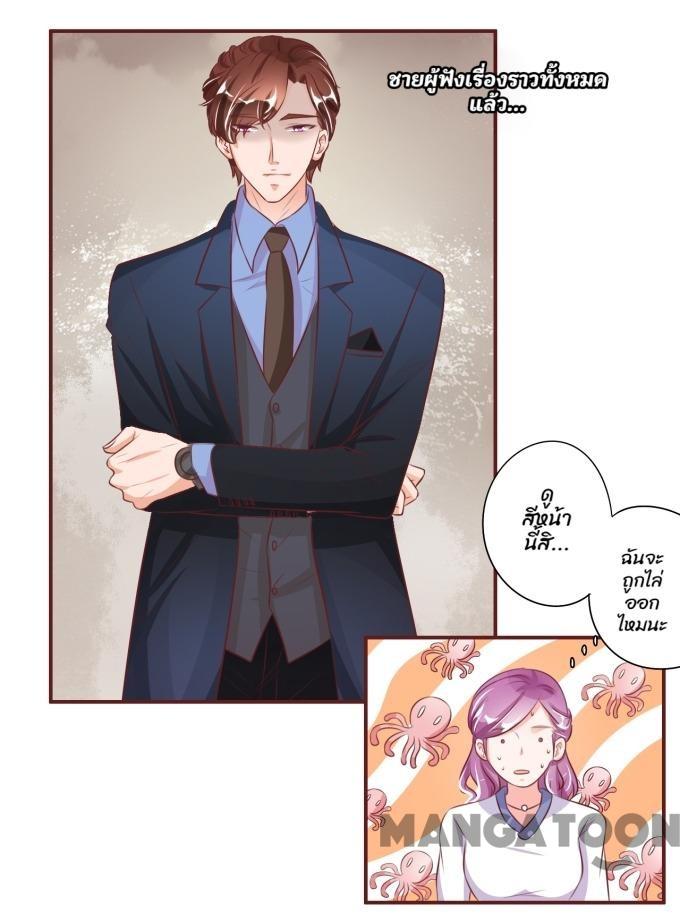 ชายผู้ฟังเรื่องราวทั้งหมด
แล้ว...
ดู
สีหน้า
นี้สิ...
ฉันจะ
ถูกไล่
ออก
ไหมนะ
MANGATOON